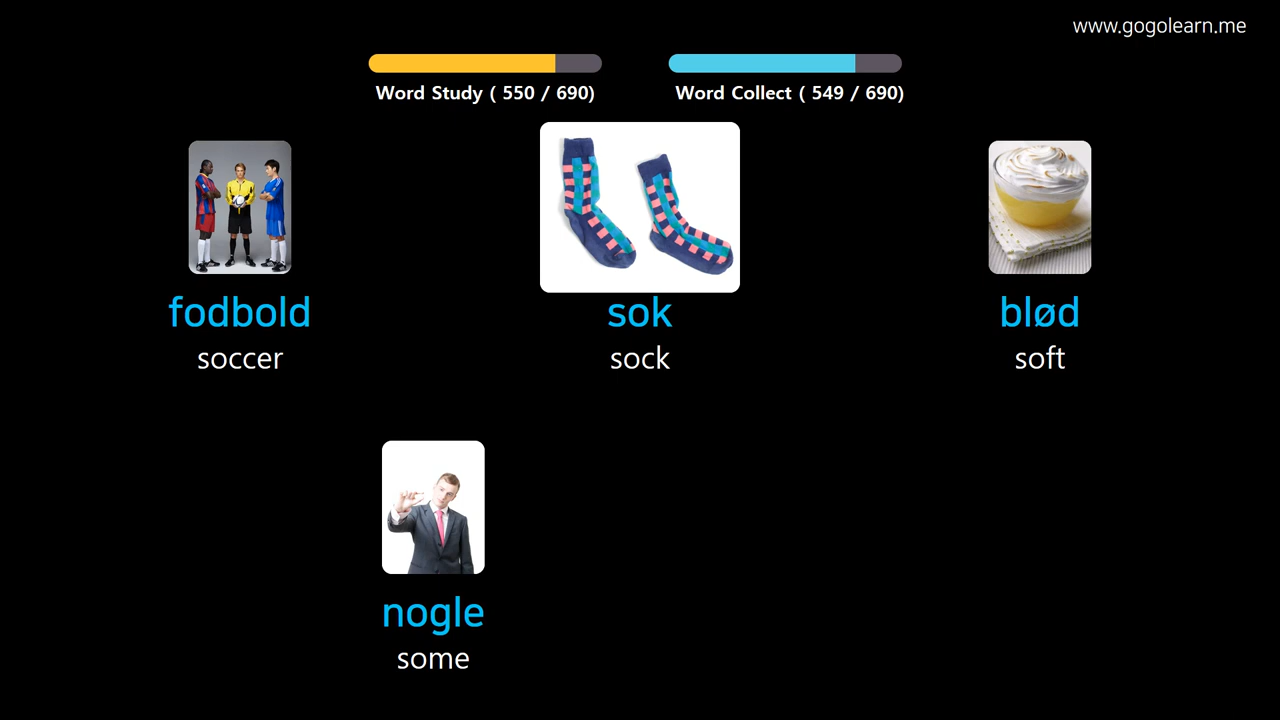 www.gogolearn.me
Word Study ( 550 / 690)
Word Collect ( 549 / 690)
fodbold
soccer
sok
sock
blød
soft
nogle
some